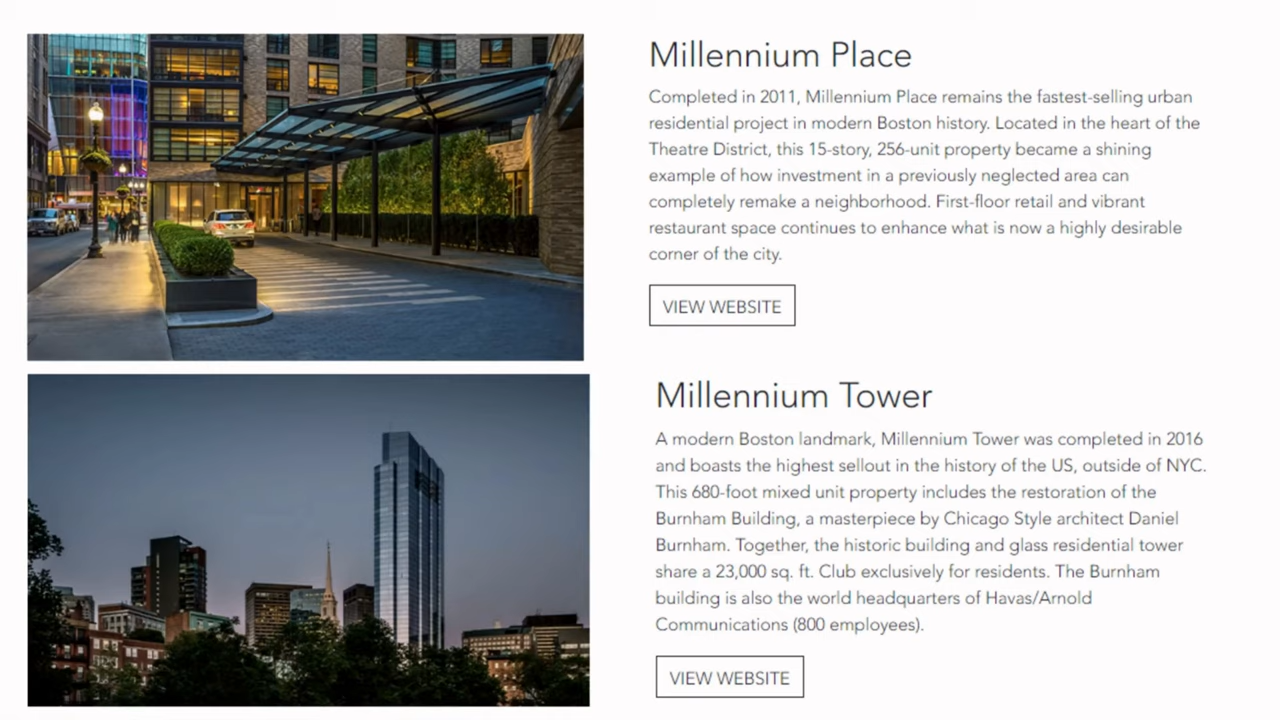 Millennium Place
Completed in 2011, Millennium Place remains the fastest-selling urban
residential project in modern Boston history. Located in the heart of the
Theatre District, this 15-story, 256-unit property became a shining
example of how investment in a previously neglected area can
completely remake a neighborhood. First-floor retail and vibrant
restaurant space continues to enhance what is now a highly desirable
corner of the city.
VIEW WEBSITE
Millennium Tower
A modern Boston landmark, Millennium Tower was completed in 2016
and boasts the highest sellout in the history of the US, outside of NYC.
This 680-foot mixed unit property includes the restoration of the
Burnham Building, a masterpiece by Chicago Style architect Daniel
Burnham. Together, the historic building and glass residential tower
share a 23,000 sq. ft. Club exclusively for residents. The Burnham
building is also the world headquarters of Havas/Arnold
Communications (800 employees).
VIEW WEBSITE